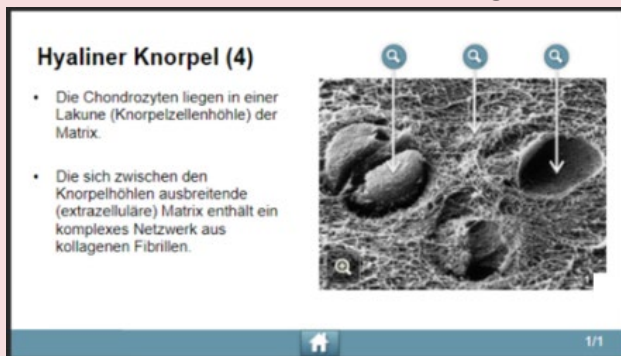 Hyaliner Knorpel (4)
• Die Chondrozyten liegen in einer
Lakune (Knorpelzellenhöhle) der
Matrix.
• Die sich zwischen den
Knorpelhöhlen ausbreitende
(extrazelluläre) Matrix enthält ein
komplexes Netzwerk aus
kollagenen Fibrillen.
1/1